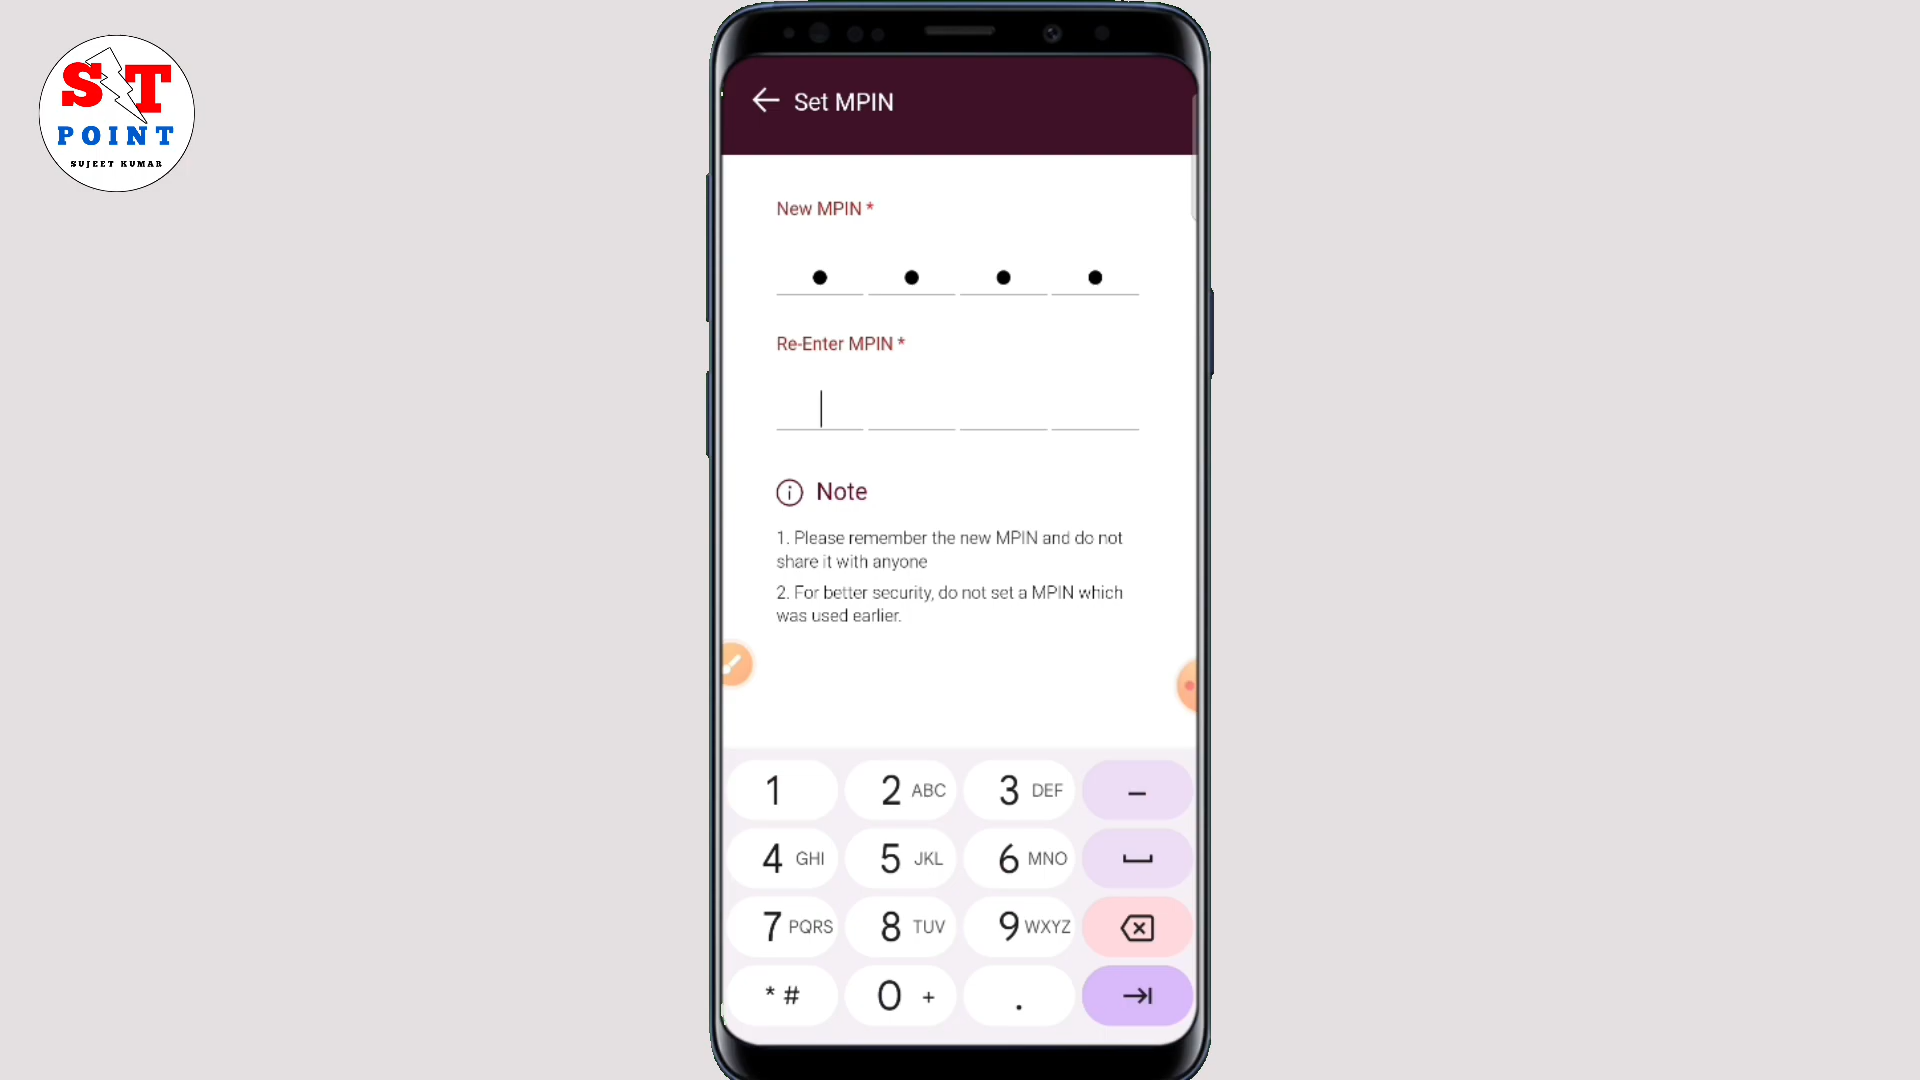 S T
POINT
SUJEET KUMAR
Set MPIN
New MPIN *
Re-Enter MPIN *
Note
1. Please remember the new MPIN and do not
share it with anyone
2. For better security, do not set a MPIN which
was used earlier.
1 2 ABC 3 DEF –
4 GHI 5 JKL 6 MNO
7 PQRS 8 TUV 9 WXYZ
* # 0 + .